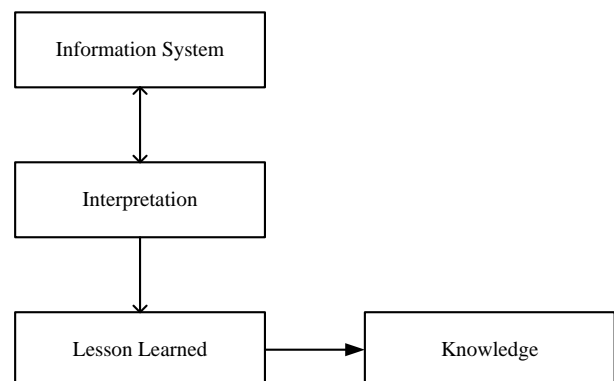 Information System
Interpretation
Lesson Learned
Knowledge